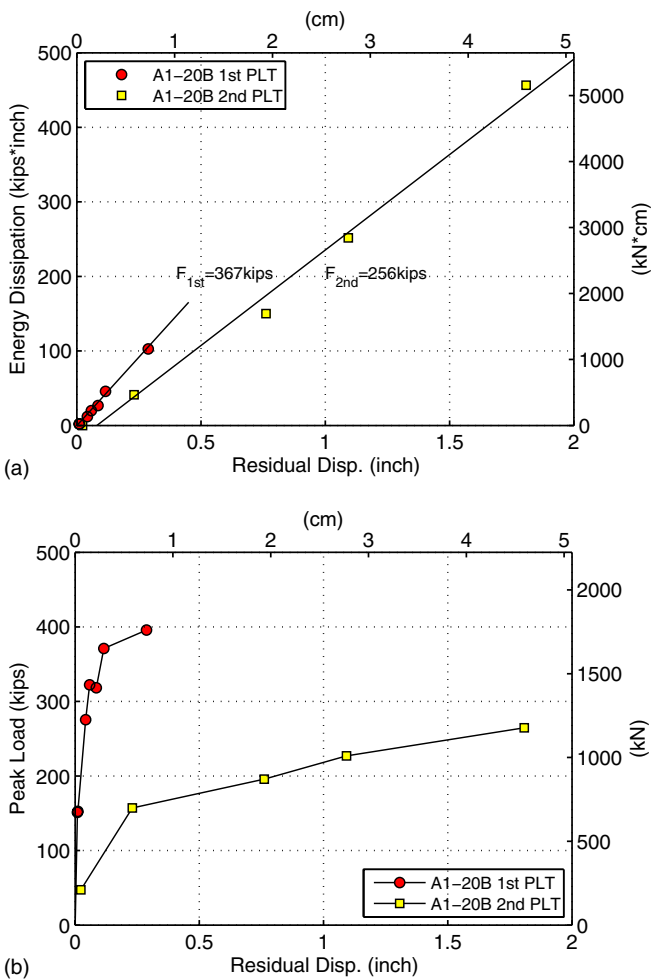 (cm)
0 1 2 3 4 5
500
400
300
200
100
0
Energy Dissipation (kips*inch)
A1-20B 1st PLT
A1-20B 2nd PLT
F1st=367kips
F2nd=256kips
5000
4000
3000
2000
1000
0
(kN*cm)
0.5 1 1.5 2
Residual Disp. (inch)
(a)
(cm)
0 1 2 3 4 5
500
400
300
200
100
0
Peak Load (kips)
2000
1500
1000
500
0
(kN)
A1-20B 1st PLT
A1-20B 2nd PLT
0 0.5 1 1.5 2
Residual Disp. (inch)
(b)